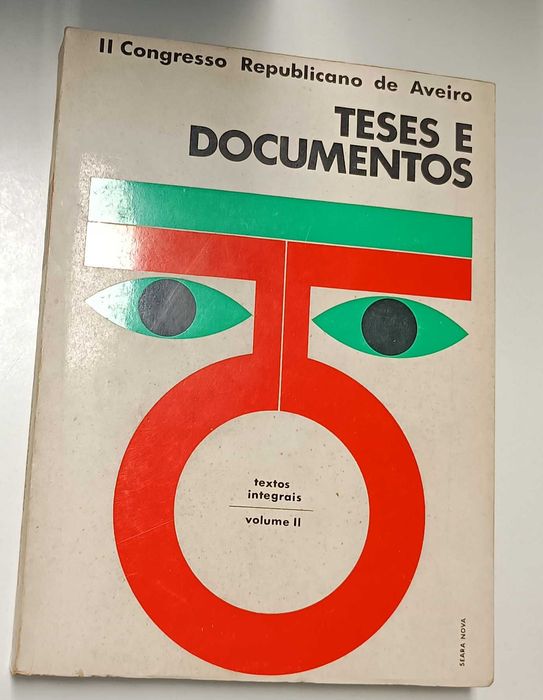 II Congresso Republicano de Aveiro
TESES E
DOCUMENTOS
textos
integrais
volume II
SEARA NOVA